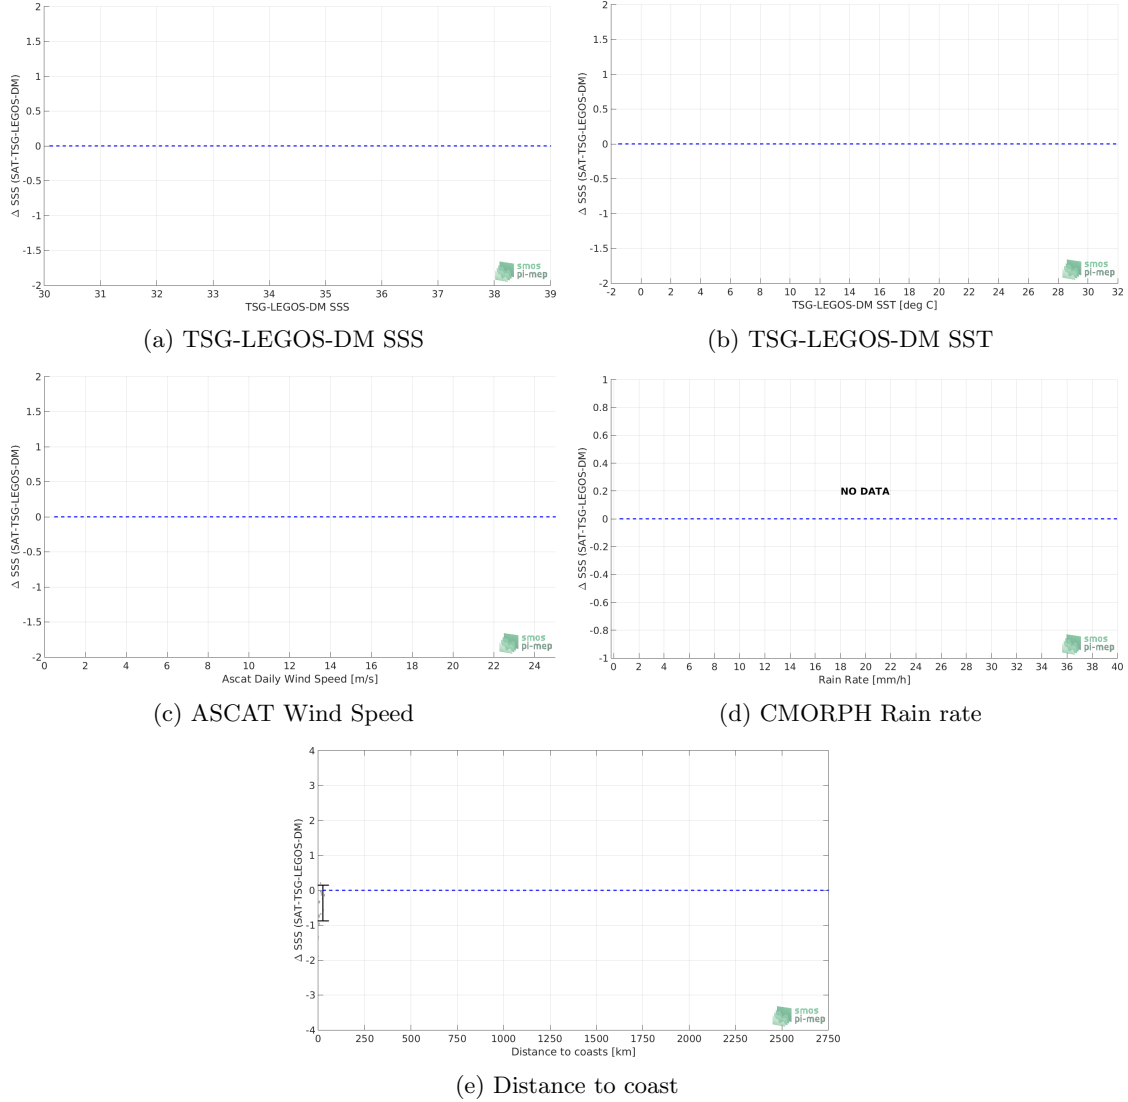 2
1.5
1
0.5
0
-0.5
-1
-1.5
-2
30 31 32 33 34 35 36 37 38 39
Δ SSS (SAT-TSG-LEGOS-DM)
TSG-LEGOS-DM SSS
smos
pi-mep
(a) TSG-LEGOS-DM SSS
2
1.5
1
0.5
0
-0.5
-1
-1.5
-2
-2 0 2 4 6 8 10 12 14 16 18 20 22 24 26 28 30 32
Δ SSS (SAT-TSG-LEGOS-DM)
TSG-LEGOS-DM SST [deg C]
smos
pi-mep
(b) TSG-LEGOS-DM SST
2
1.5
1
0.5
0
-0.5
-1
-1.5
-2
0 2 4 6 8 10 12 14 16 18 20 22 24
Δ SSS (SAT-TSG-LEGOS-DM)
Ascat Daily Wind Speed [m/s]
smos
pi-mep
(c) ASCAT Wind Speed
1
0.8
0.6
0.4
0.2
0
-0.2
-0.4
-0.6
-0.8
-1
NO DATA
0 2 4 6 8 10 12 14 16 18 20 22 24 26 28 30 32 34 36 38 40
Δ SSS (SAT-TSG-LEGOS-DM)
Rain Rate [mm/h]
smos
pi-mep
(d) CMORPH Rain rate
4
3
2
1
0
-1
-2
-3
-4
0 250 500 750 1000 1250 1500 1750 2000 2250 2500 2750
Δ SSS (SAT-TSG-LEGOS-DM)
Distance to coasts [km]
smos
pi-mep
(e) Distance to coast